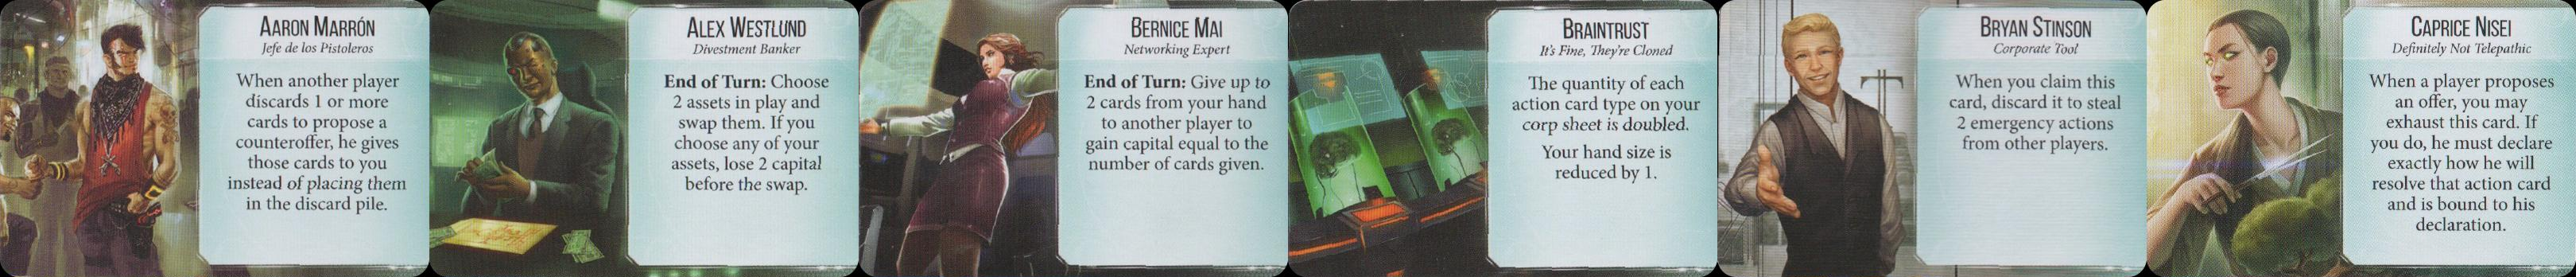 AARON MARRÓN
Jefe de los Pistoleros
When another player
discards 1 or more
cards to propose a
counteroffer, he gives
those cards to you
instead of placing them
in the discard pile.
ALEX WESTLUND
Divestment Banker
End of Turn: Choose
2 assets in play and
swap them. If you
choose any of your
assets, lose 2 capital
before the swap.
BERNICE MAI
Networking Expert
End of Turn: Give up to
2 cards from your hand
to another player to
gain capital equal to the
number of cards given.
BRAINTRUST
It's Fine, They're Cloned
The quantity of each
action card type on your
corp sheet is doubled.
Your hand size is
reduced by 1.
BRYAN STINSON
Corporate Tool
When you claim this
card, discard it to steal
2 emergency actions
from other players.
CAPRICE NISEI
Definitely Not Telepathic
When a player proposes
an offer, you may
exhaust this card. If
you do, he must declare
exactly how he will
resolve that action card
and is bound to his
declaration.